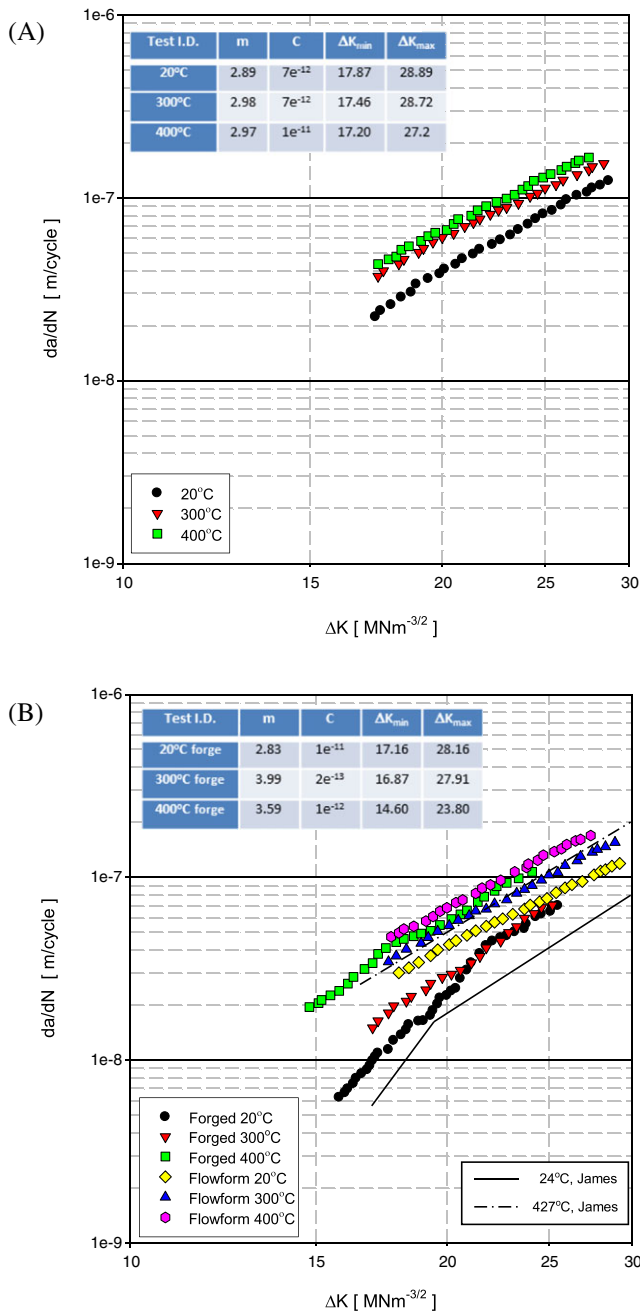 (A)
1e-6
Test I.D. m C ΔKmin ΔKmax
20°C 2.89 7e-12 17.87 28.89
300°C 2.98 7e-12 17.46 28.72
400°C 2.97 1e-11 17.20 27.2
1e-7
da/dN [ m/cycle]
1e-8
20°C
300°C
400°C
1e-9
10 15 20 25 30
ΔK [ MNm-3/2 ]
(B)
1e-6
Test I.D. m C ΔKmin ΔKmax
20°C forge 2.83 1e-11 17.16 28.16
300°C forge 3.99 2e-13 16.87 27.91
400°C forge 3.59 1e-12 14.60 23.80
1e-7
da/dN [ m/cycle]
1e-8
Forged 20°C
Forged 300°C
Forged 400°C
Flowform 20°C
Flowform 300°C
Flowform 400°C
24°C, James
427°C, James
1e-9
15 20 25 30
ΔK [ MNm-3/2 ]